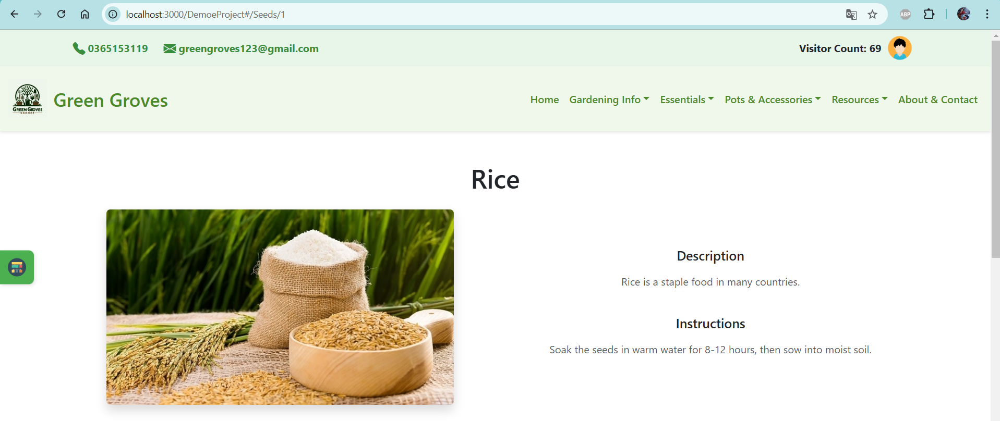 localhost:3000/DemoeProject#/Seeds/1
ABP
0365153119 greengroves123@gmail.com Visitor Count: 69
GREEN GROVES
SGOOEE
Green Groves
Home Gardening Info Essentials Pots & Accessories Resources About & Contact
Rice
Description
Rice is a staple food in many countries.
Instructions
Soak the seeds in warm water for 8-12 hours, then sow into moist soil.